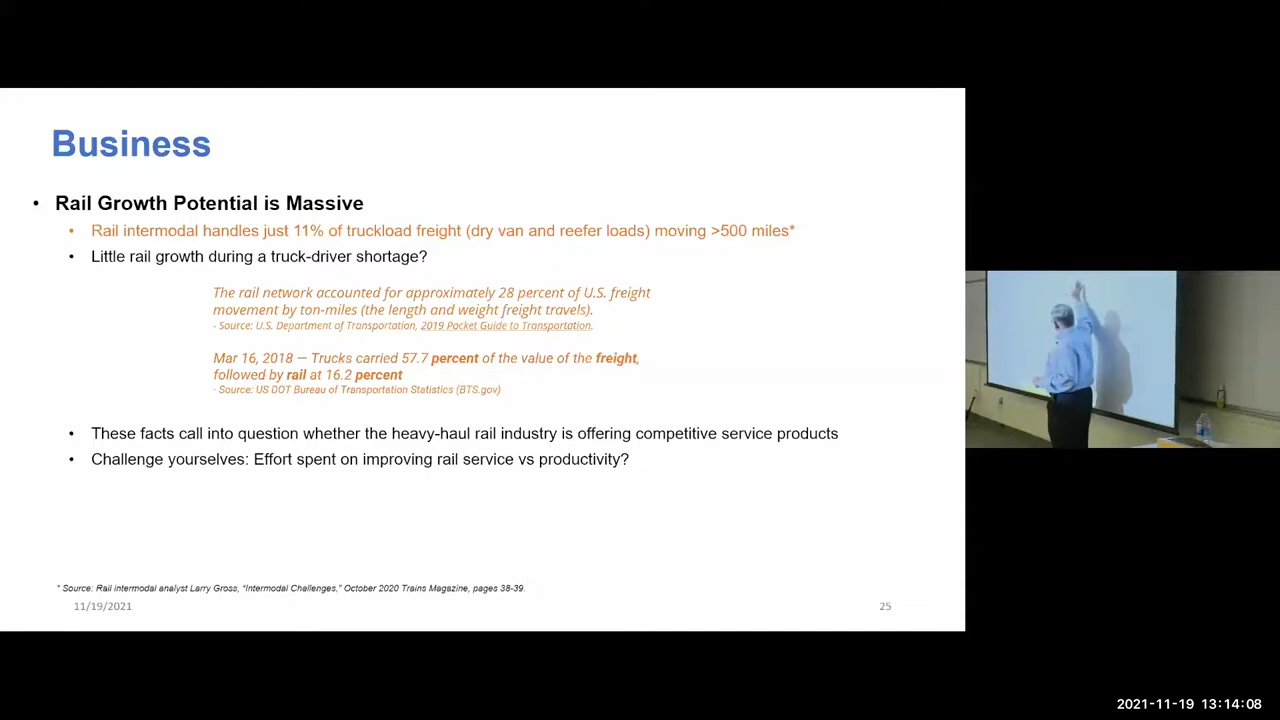 Business
• Rail Growth Potential is Massive
• Rail intermodal handles just 11% of truckload freight (dry van and reefer loads) moving >500 miles*
• Little rail growth during a truck-driver shortage?
The rail network accounted for approximately 28 percent of U.S. freight
movement by ton-miles (the length and weight freight travels).
- Source: U.S. Department of Transportation, 2019 Pocket Guide to Transportation.
Mar 16, 2018 — Trucks carried 57.7 percent of the value of the freight,
followed by rail at 16.2 percent
- Source: US DOT Bureau of Transportation Statistics (BTS.gov)
• These facts call into question whether the heavy-haul rail industry is offering competitive service products
• Challenge yourselves: Effort spent on improving rail service vs productivity?
* Source: Rail intermodal analyst Larry Gross, “Intermodal Challenges,” October 2020 Trains Magazine, pages 38-39.
11/19/2021
25
2021-11-19 13:14:08